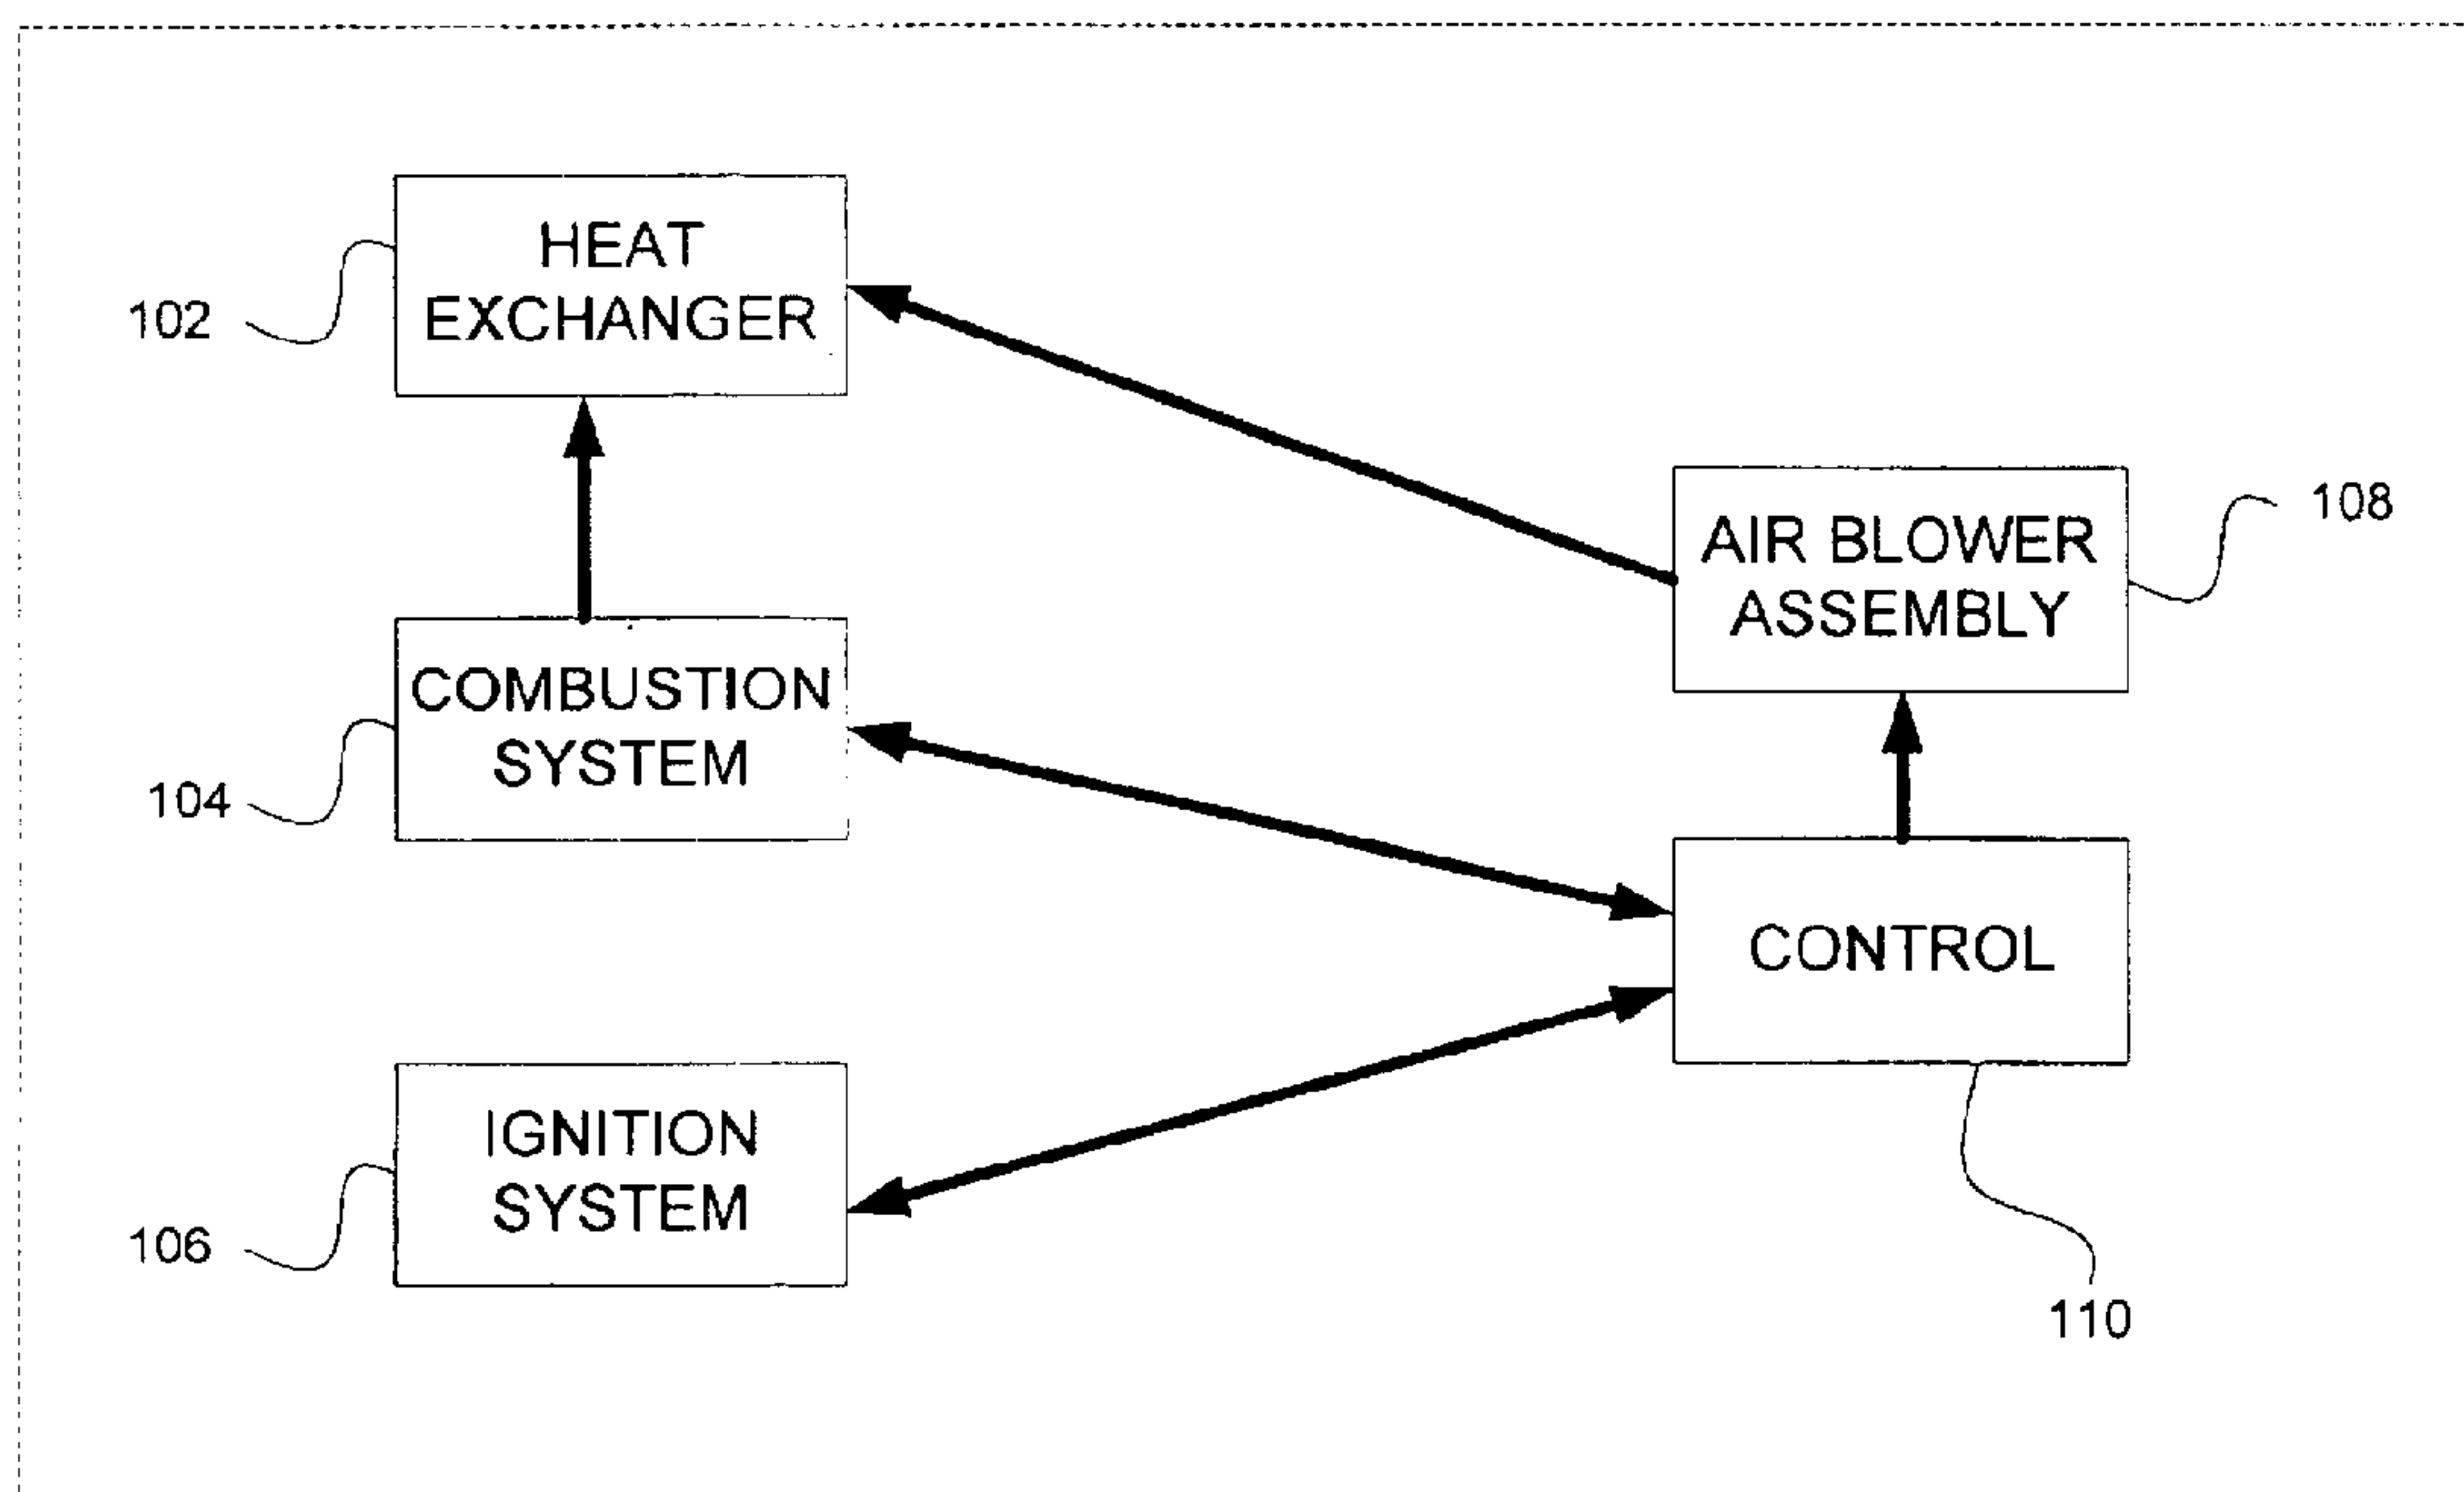 HEAT
EXCHANGER
102
108
AIR BLOWER
ASSEMBLY
COMBUSTION
SYSTEM
104
CONTROL
IGNITION
SYSTEM
106
110